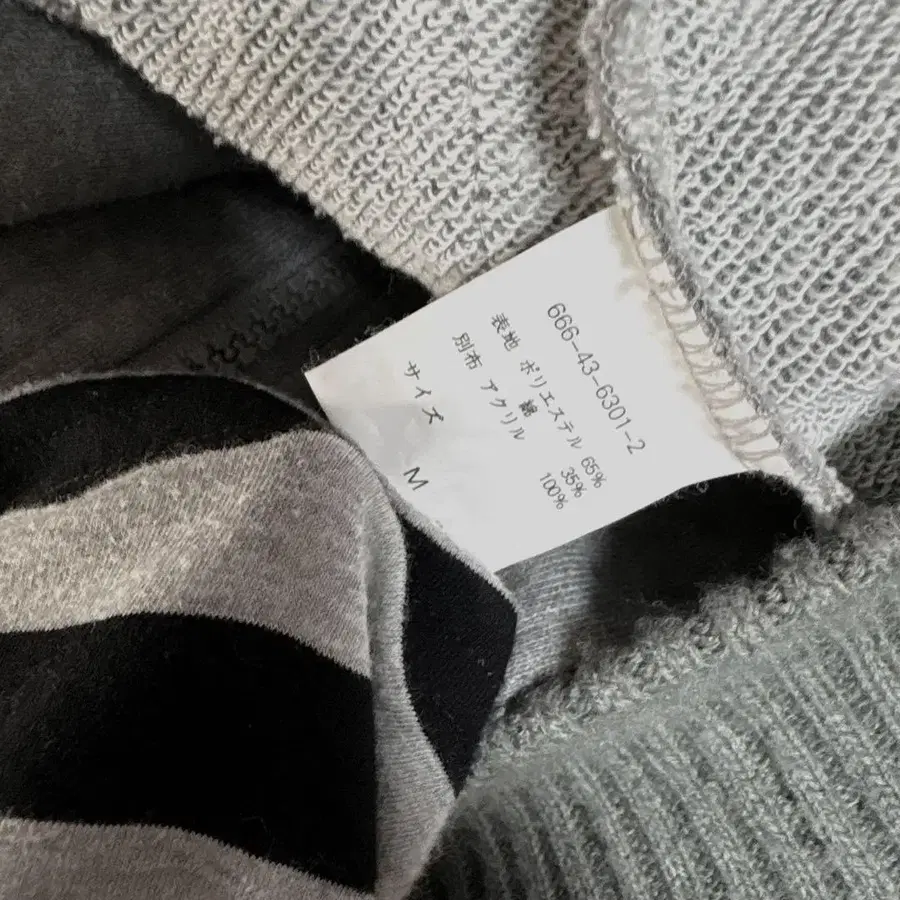 666-43-6301-2
表地 ポリエステル 65%
綿 35%
別布 アクリル 100%
サイズ M